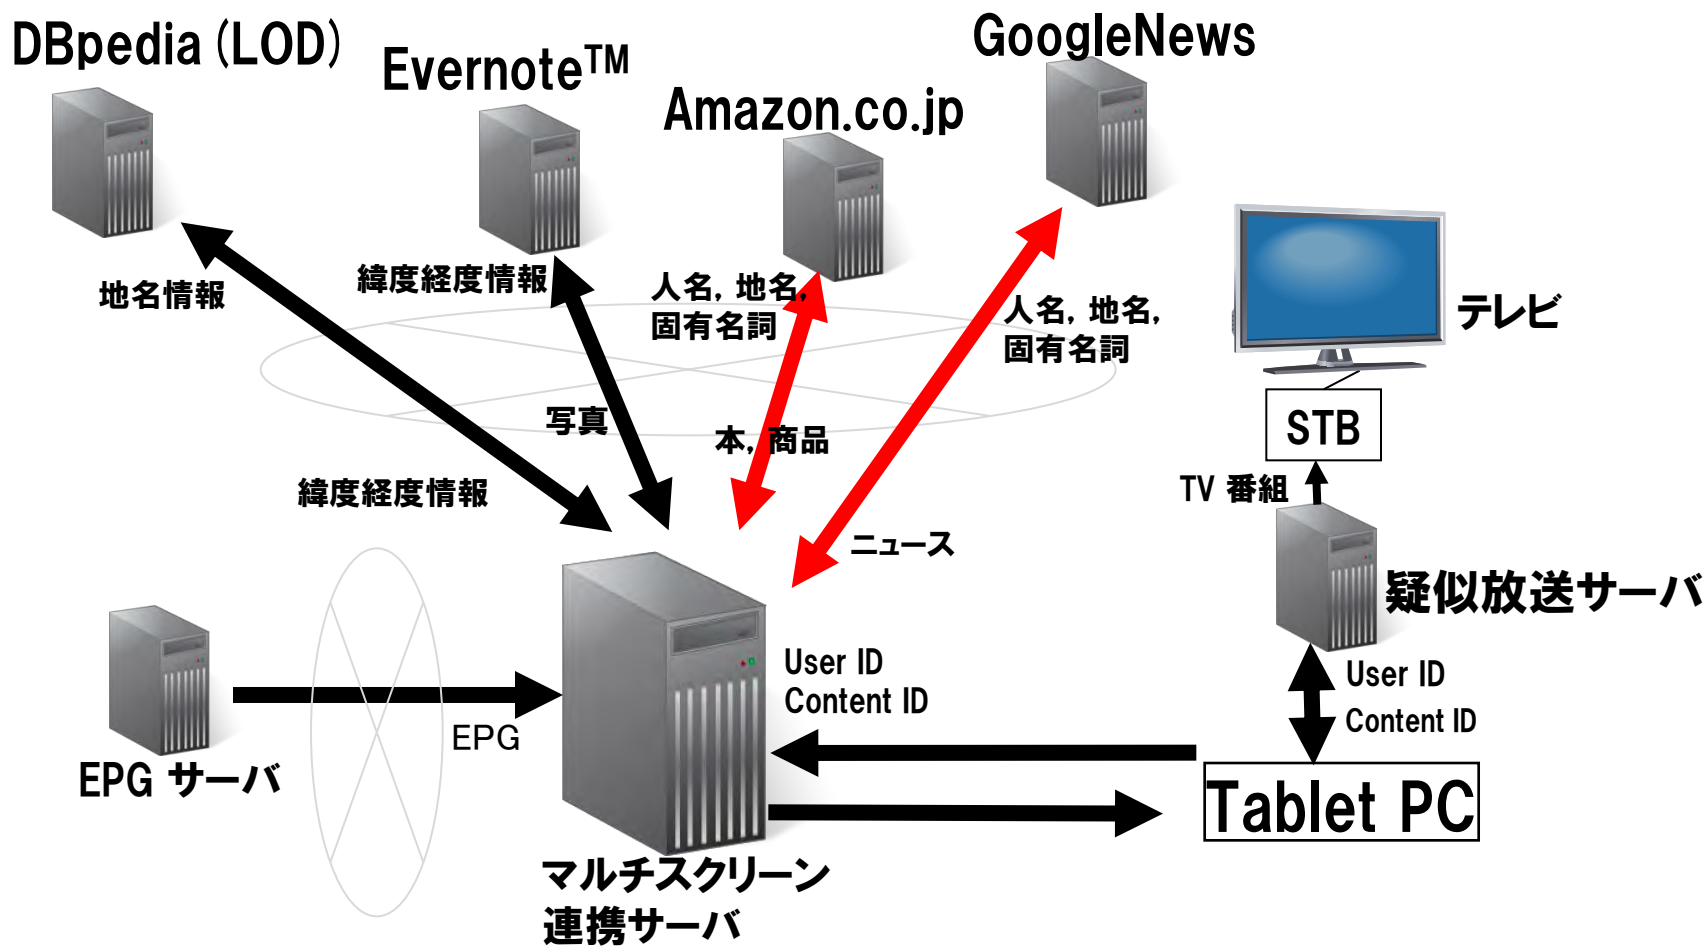 DBpedia (LOD)
Evernote™
Amazon.co.jp
GoogleNews
地名情報
緯度経度情報
人名, 地名,
固有名詞
人名, 地名,
固有名詞
テレビ
写真
本, 商品
STB
緯度経度情報
TV 番組
ニュース
疑似放送サーバ
User ID
Content ID
User ID
Content ID
EPG
EPG サーバ
Tablet PC
マルチスクリーン
連携サーバ